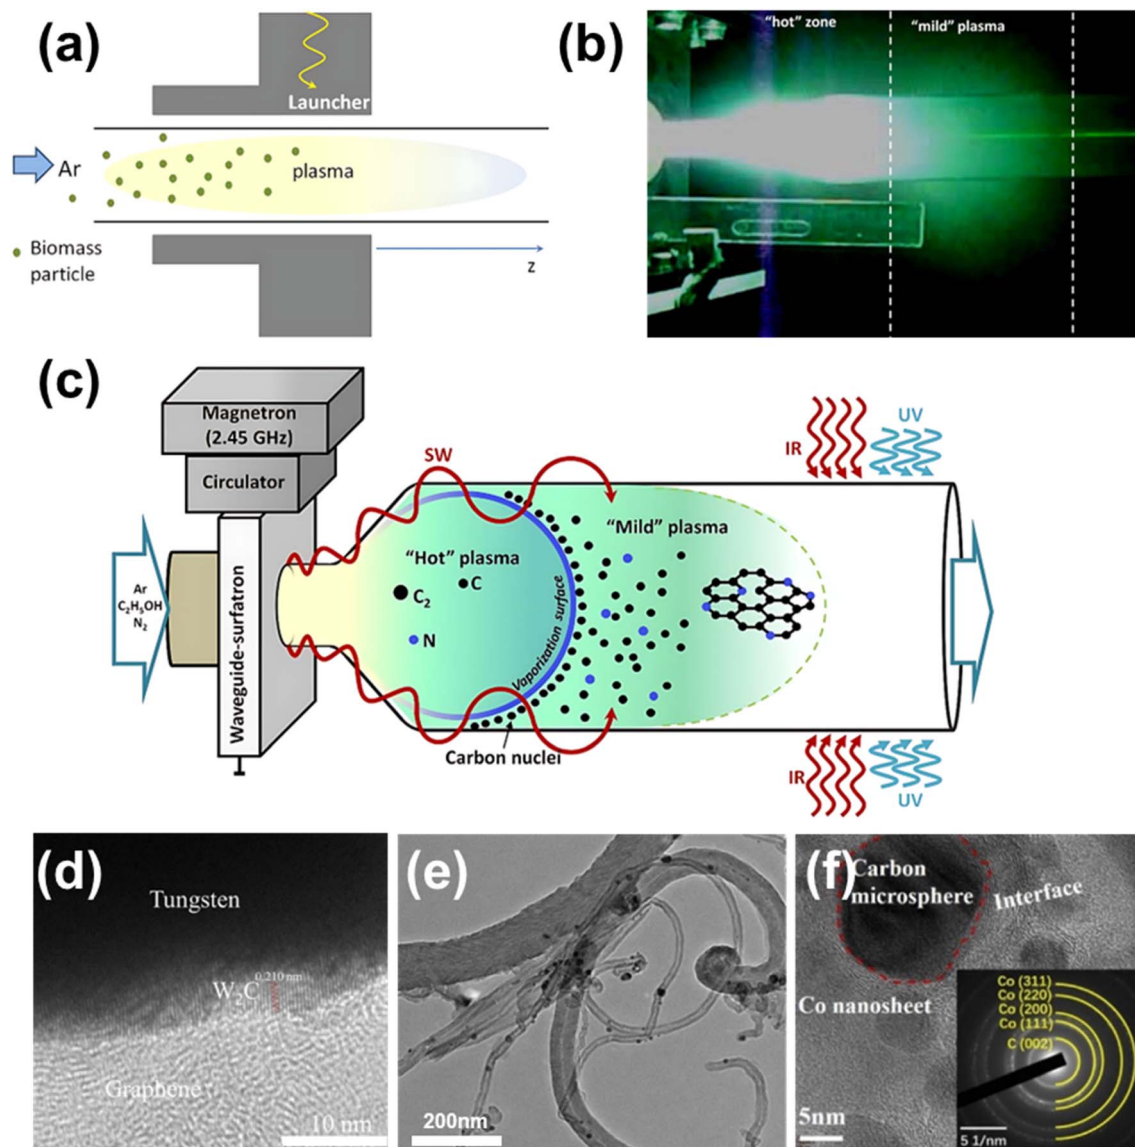 (a)
Launcher
Ar
plasma
Biomass
particle
z
(b)
"hot" zone
"mild" plasma
(c)
Magnetron
(2.45 GHz)
Circulator
Waveguide-surfatron
Ar
C₂H₅OH
N₂
SW
"Hot" plasma
C
C₂
N
Vaporization surface
Carbon nuclei
"Mild" plasma
IR
UV
IR
UV
(d)
Tungsten
0.210 nm
W₂C
Graphene
10 nm
(e)
200nm
(f)
Carbon
microsphere
Interface
Co nanosheet
Co (311)
Co (220)
Co (200)
Co (111)
C (002)
5nm
5 1/nm